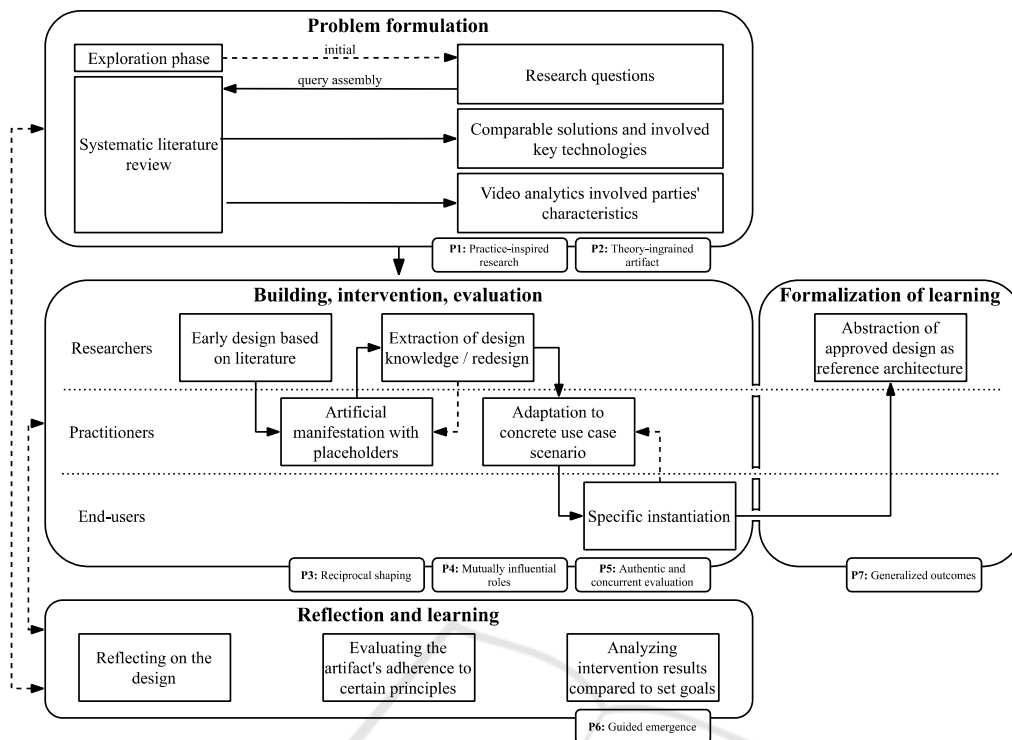 Problem formulation
Exploration phase
initial
query assembly
Research questions
Systematic literature
review
Comparable solutions and involved
key technologies
Video analytics involved parties'
characteristics
P1: Practice-inspired
research
P2: Theory-ingrained
artifact
Building, intervention, evaluation
Researchers
Early design based
on literature
Extraction of design
knowledge / redesign
Practitioners
Artificial
manifestation with
placeholders
Adaptation to
concrete use case
scenario
End-users
Specific instantiation
P3: Reciprocal shaping
P4: Mutually influential
roles
P5: Authentic and
concurrent evaluation
Formalization of learning
Abstraction of
approved design as
reference architecture
P7: Generalized outcomes
Reflection and learning
Reflecting on the
design
Evaluating the
artifact's adherence to
certain principles
Analyzing
intervention results
compared to set goals
P6: Guided emergence